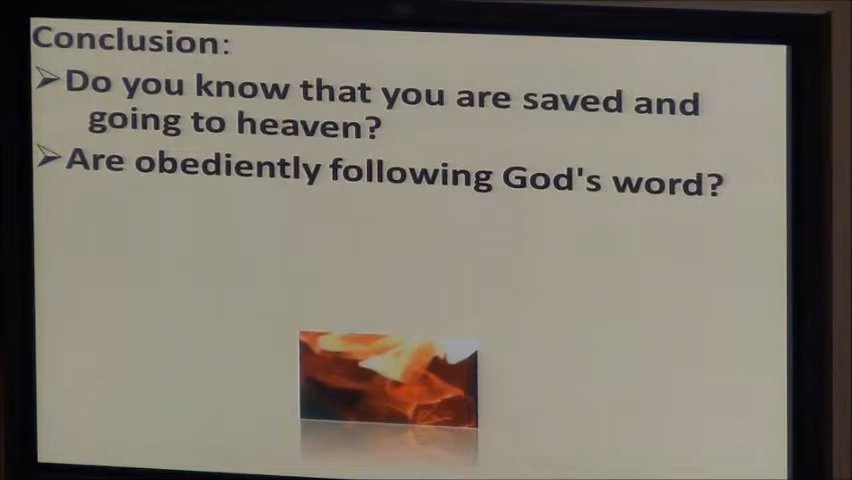 Conclusion:
➢Do you know that you are saved and
going to heaven?
➢Are obediently following God's word?